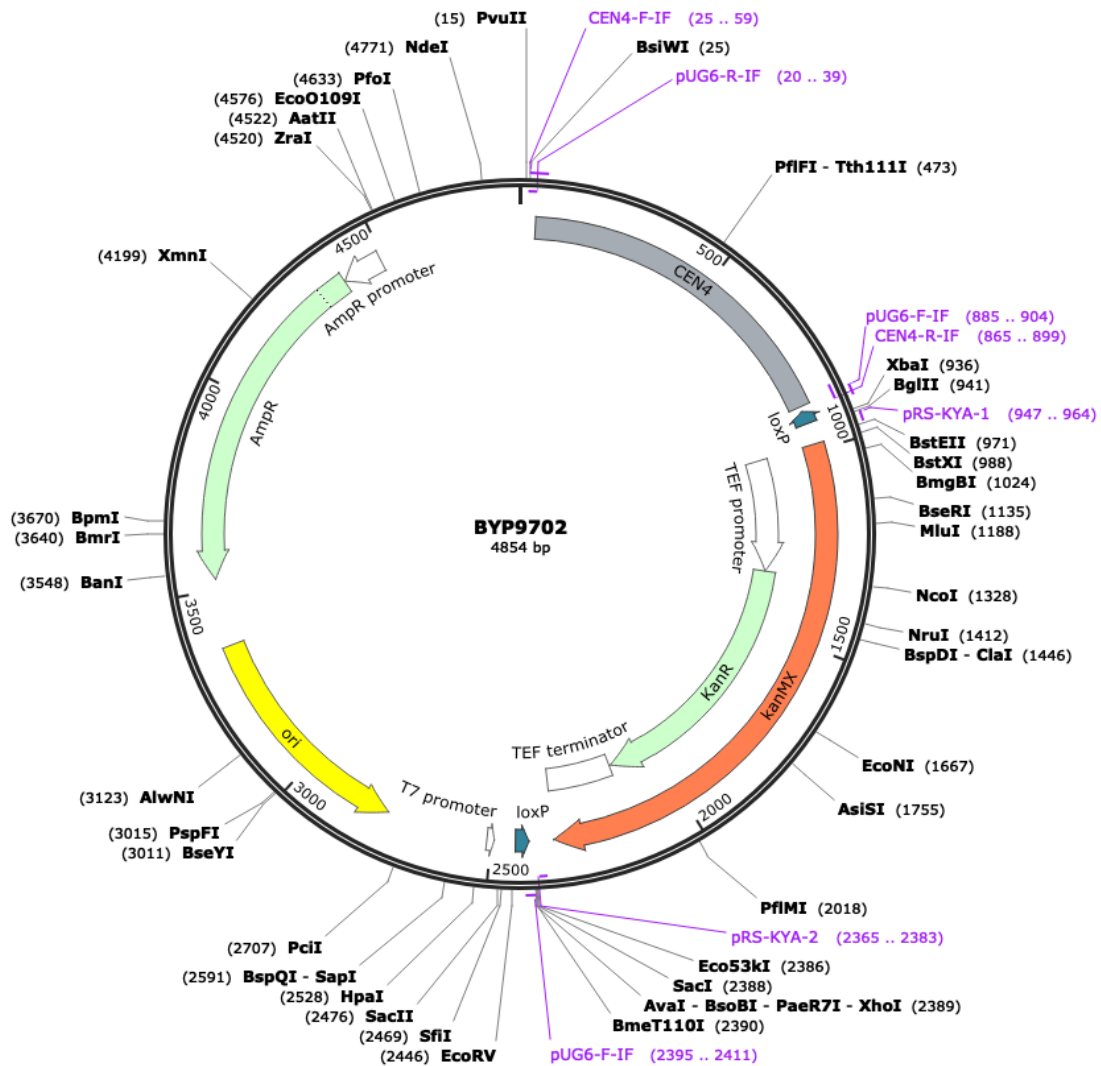 (15) PvuII
CEN4-F-IF (25 .. 59)
(4771) NdeI
BsiWI (25)
(4633) PfoI
pUG6-R-IF (20 .. 39)
(4576) EcoO109I
(4522) AatII
(4520) ZraI
PflFI - Tth111I (473)
(4199) XmnI
4500
500
AmpR promoter
CEN4
pUG6-F-IF (885 .. 904)
CEN4-R-IF (865 .. 899)
XbaI (936)
BglII (941)
pRS-KYA-1 (947 .. 964)
4000
AmpR
loxP
1000
BstEII (971)
BstXI (988)
BmgBI (1024)
TEF promoter
BseRI (1135)
MluI (1188)
(3670) BpmI
(3640) BmrI
BYP9702
4854 bp
(3548) BanI
NcoI (1328)
3500
NruI (1412)
BspDI - ClaI (1446)
1500
KanR
kanMX
ori
TEF terminator
EcoNI (1667)
AsiSI (1755)
(3123) AlwNI
3000
T7 promoter
loxP
2000
(3015) PspFI
(3011) BseYI
2500
PflMI (2018)
pRS-KYA-2 (2365 .. 2383)
(2707) PciI
Eco53kI (2386)
(2591) BspQI - SapI
SacI (2388)
(2528) HpaI
AvaI - BsoBI - PaeR7I - XhoI (2389)
(2476) SacII
BmeT110I (2390)
(2469) SfiI
(2446) EcoRV
pUG6-F-IF (2395 .. 2411)